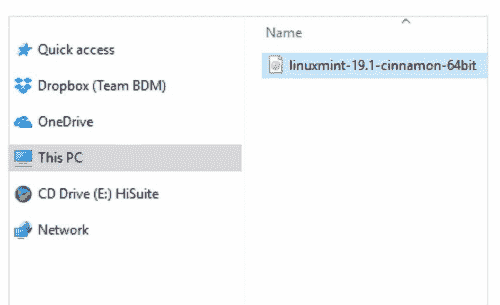 Quick access
Dropbox (Team BDM)
OneDrive
This PC
CD Drive (E:) HiSuite
Network
Name
linuxmint-19.1-cinnamon-64bit